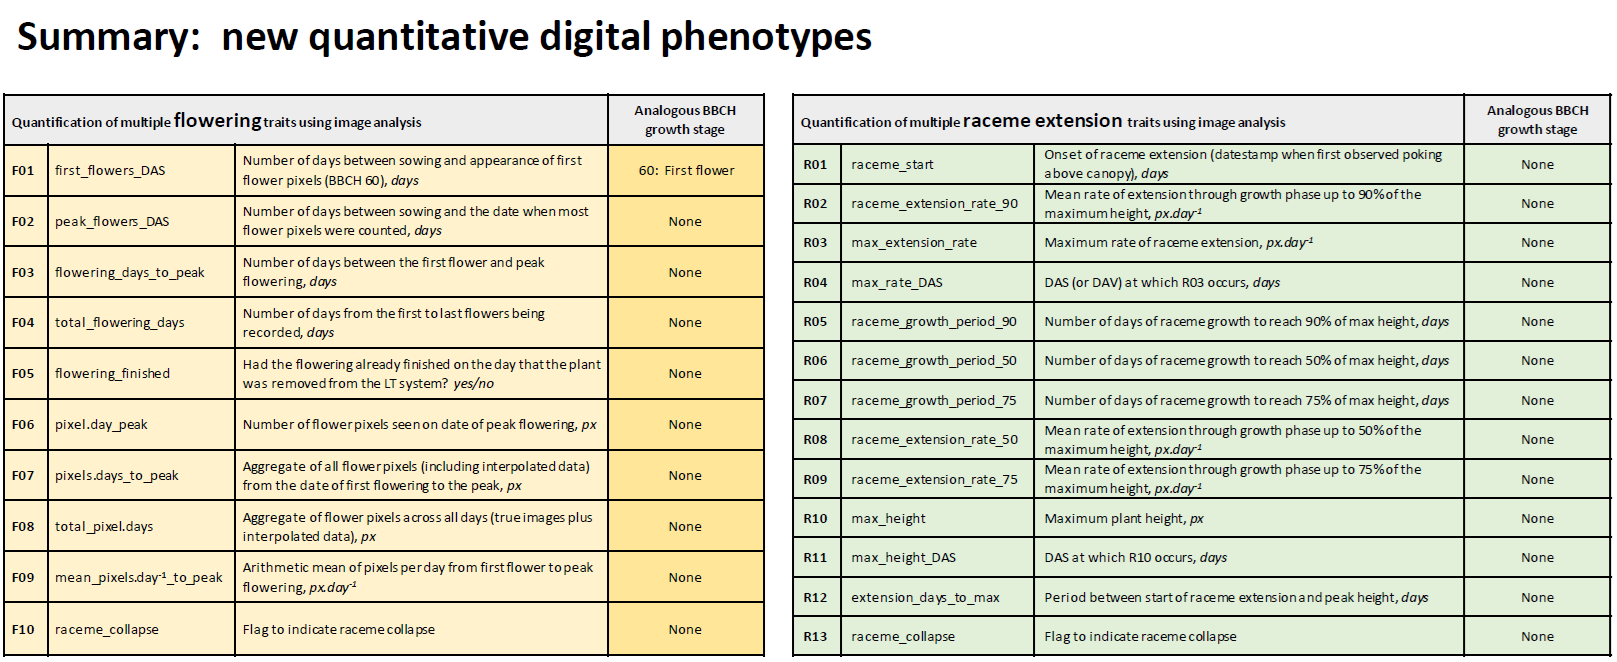 Summary: new quantitative digital phenotypes
Quantification of multiple flowering traits using image analysis
Analogous BBCH
growth stage
F01 first_flowers_DAS
Number of days between sowing and appearance of first
flower pixels (BBCH 60), days
60: First flower
F02 peak_flowers_DAS
Number of days between sowing and the date when most
flower pixels were counted, days
None
F03 flowering_days_to_peak
Number of days between the first flower and peak
flowering, days
None
F04 total_flowering_days
Number of days from the first to last flowers being
recorded, days
None
F05 flowering_finished
Had the flowering already finished on the day that the plant
was removed from the LT system? yes/no
None
F06 pixel.day_peak
Number of flower pixels seen on date of peak flowering, px
None
F07 pixels.days_to_peak
Aggregate of all flower pixels (including interpolated data)
from the date of first flowering to the peak, px
None
F08 total_pixel.days
Aggregate of flower pixels across all days (true images plus
interpolated data), px
None
F09 mean_pixels.day⁻¹_to_peak
Arithmetic mean of pixels per day from first flower to peak
flowering, px.day⁻¹
None
F10 raceme_collapse
Flag to indicate raceme collapse
None
Quantification of multiple raceme extension traits using image analysis
Analogous BBCH
growth stage
R01 raceme_start
Onset of raceme extension (datestamp when first observed poking
above canopy), days
None
R02 raceme_extension_rate_90
Mean rate of extension through growth phase up to 90% of the
maximum height, px.day⁻¹
None
R03 max_extension_rate
Maximum rate of raceme extension, px.day⁻¹
None
R04 max_rate_DAS
DAS (or DAV) at which R03 occurs, days
None
R05 raceme_growth_period_90
Number of days of raceme growth to reach 90% of max height, days
None
R06 raceme_growth_period_50
Number of days of raceme growth to reach 50% of max height, days
None
R07 raceme_growth_period_75
Number of days of raceme growth to reach 75% of max height, days
None
R08 raceme_extension_rate_50
Mean rate of extension through growth phase up to 50% of the
maximum height, px.day⁻¹
None
R09 raceme_extension_rate_75
Mean rate of extension through growth phase up to 75% of the
maximum height, px.day⁻¹
None
R10 max_height
Maximum plant height, px
None
R11 max_height_DAS
DAS at which R10 occurs, days
None
R12 extension_days_to_max
Period between start of raceme extension and peak height, days
None
R13 raceme_collapse
Flag to indicate raceme collapse
None